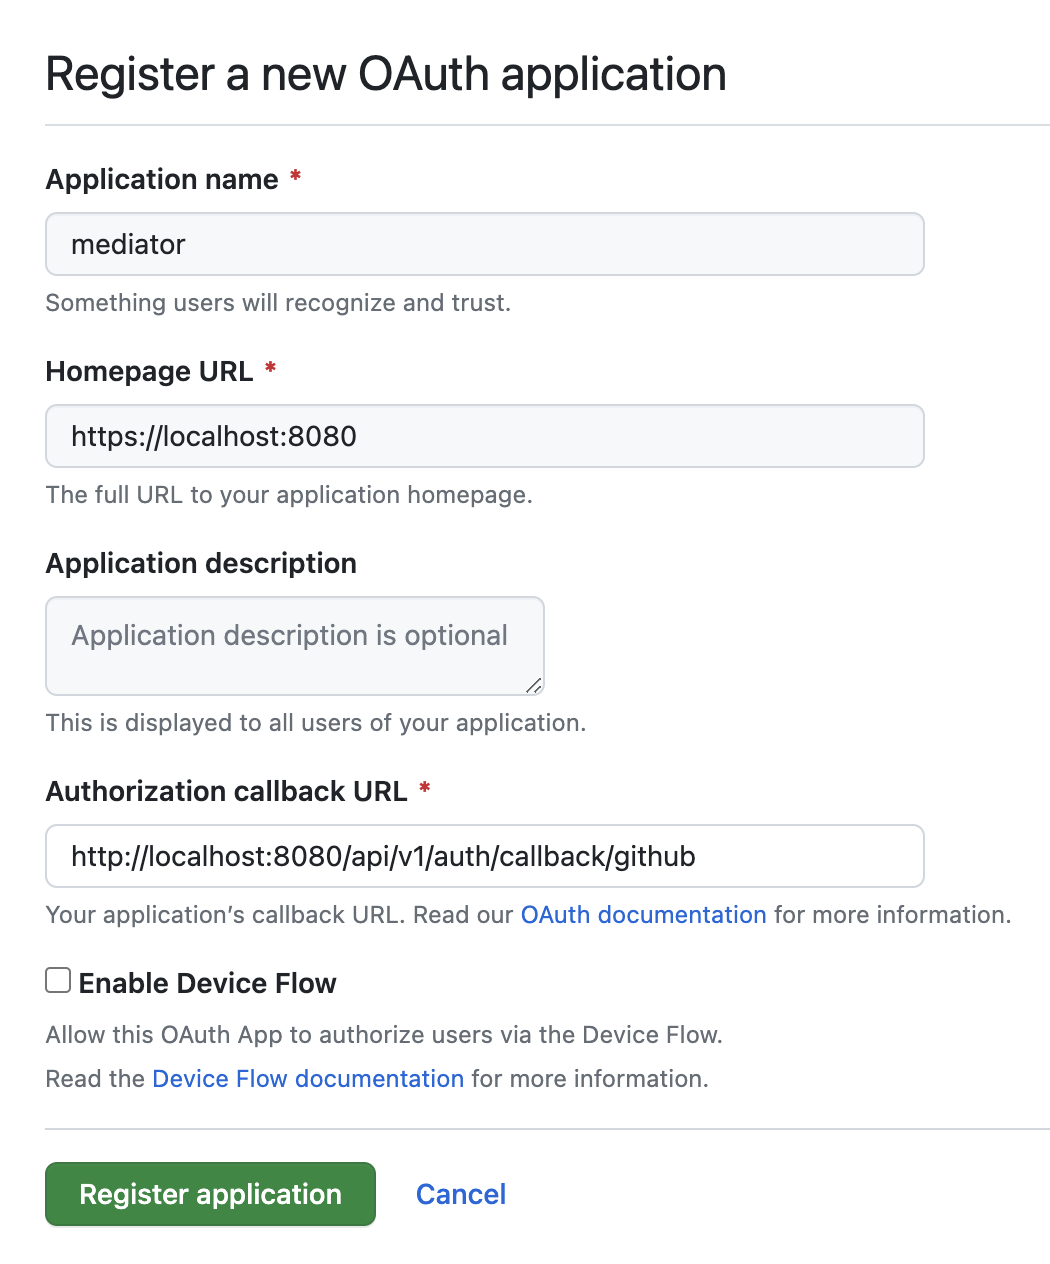 Register a new OAuth application
Application name *
mediator
Something users will recognize and trust.
Homepage URL *
https://localhost:8080
The full URL to your application homepage.
Application description
Application description is optional
This is displayed to all users of your application.
Authorization callback URL *
http://localhost:8080/api/v1/auth/callback/github
Your application’s callback URL. Read our OAuth documentation for more information.
Enable Device Flow
Allow this OAuth App to authorize users via the Device Flow.
Read the Device Flow documentation for more information.
Register application Cancel